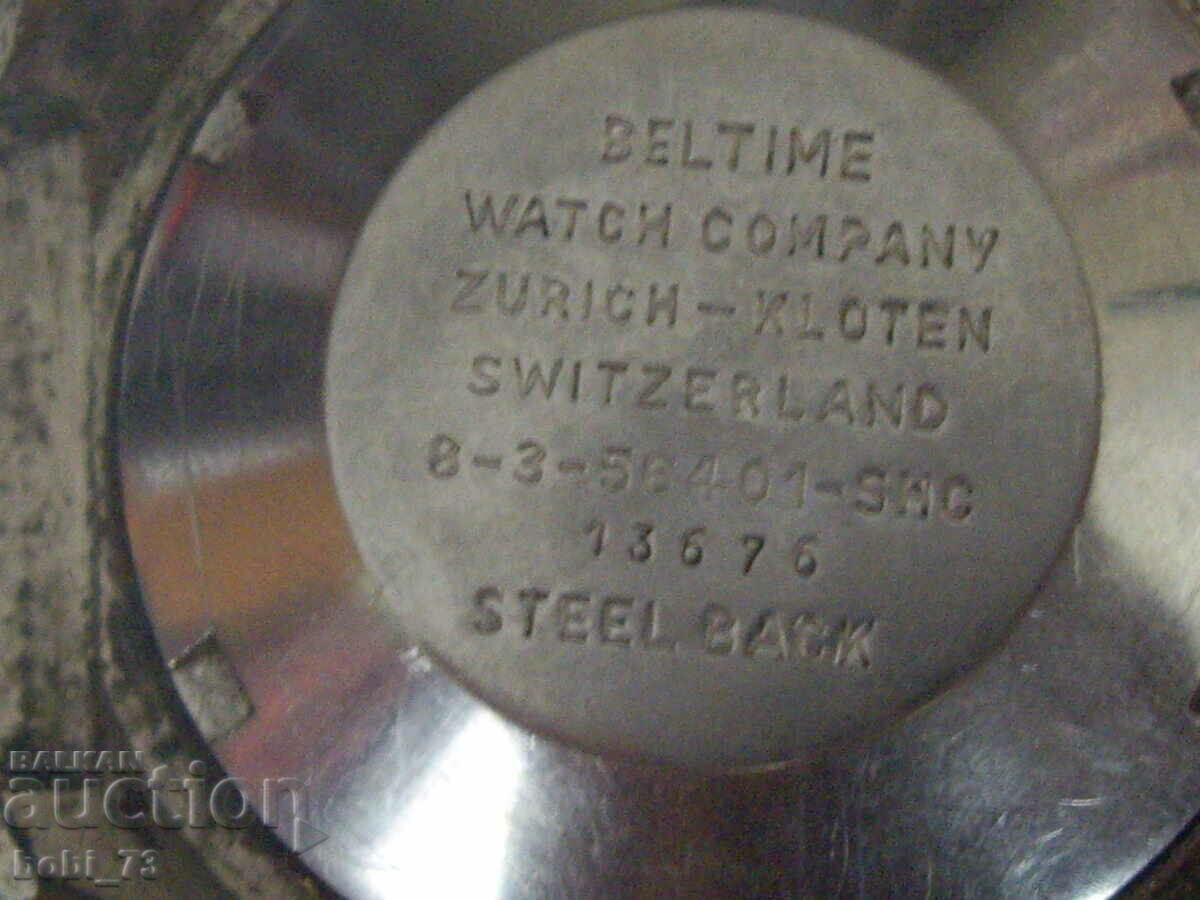 BELTIME
WATCH COMPANY
ZURICH - KLOTEN
SWITZERLAND
8-3-56401-SHC
13676
STEEL BACK
BALKAN
auction
bobi_73